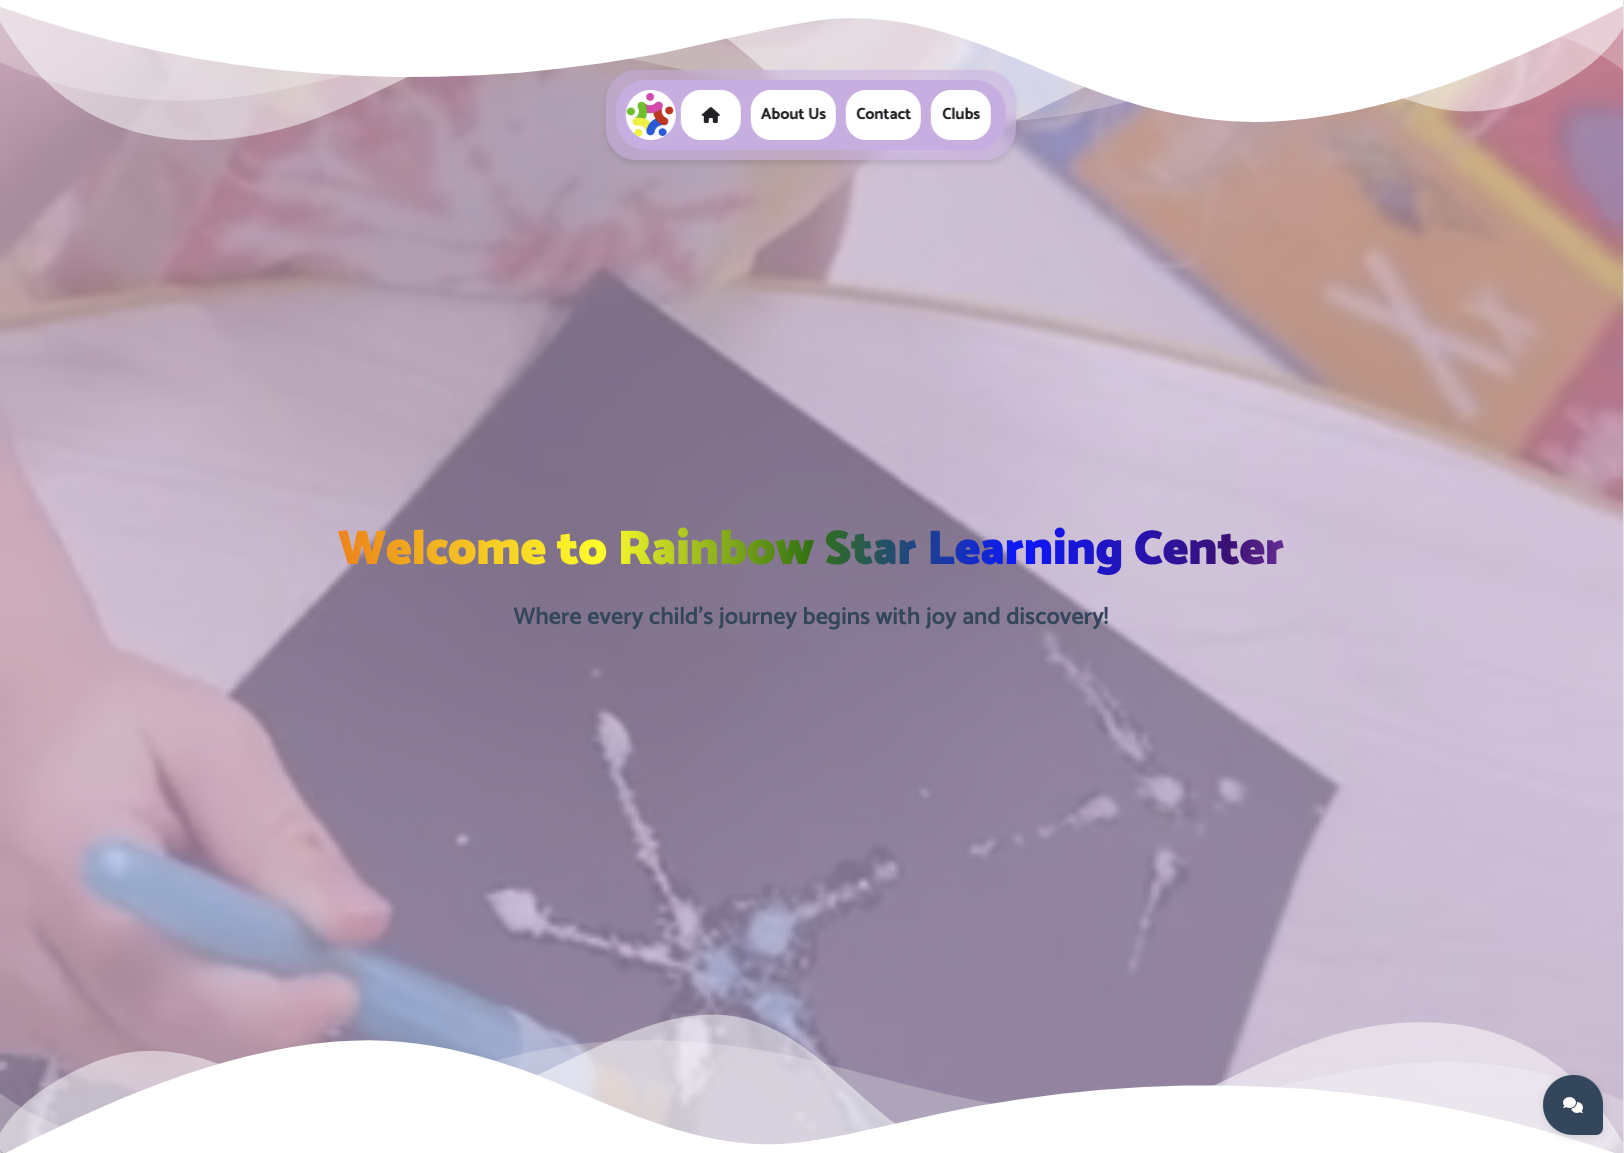 About Us
Contact
Clubs
Welcome to Rainbow Star Learning Center
Where every child's journey begins with joy and discovery!